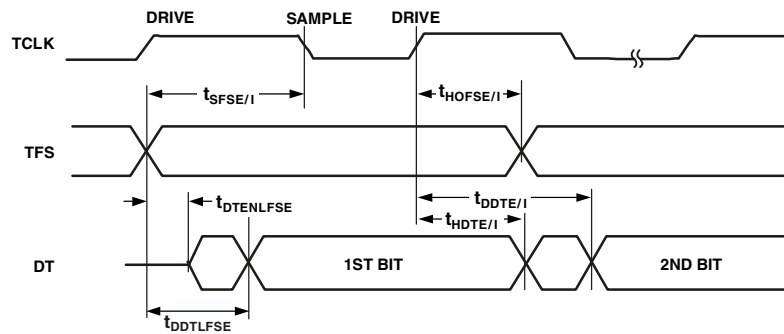 DRIVE SAMPLE DRIVE
TCLK
tSFSE/I tHOFSE/I
TFS
tDDTE/I
tDTENLFSE
tHDTE/I
DT 1ST BIT 2ND BIT
tDDTLFSE